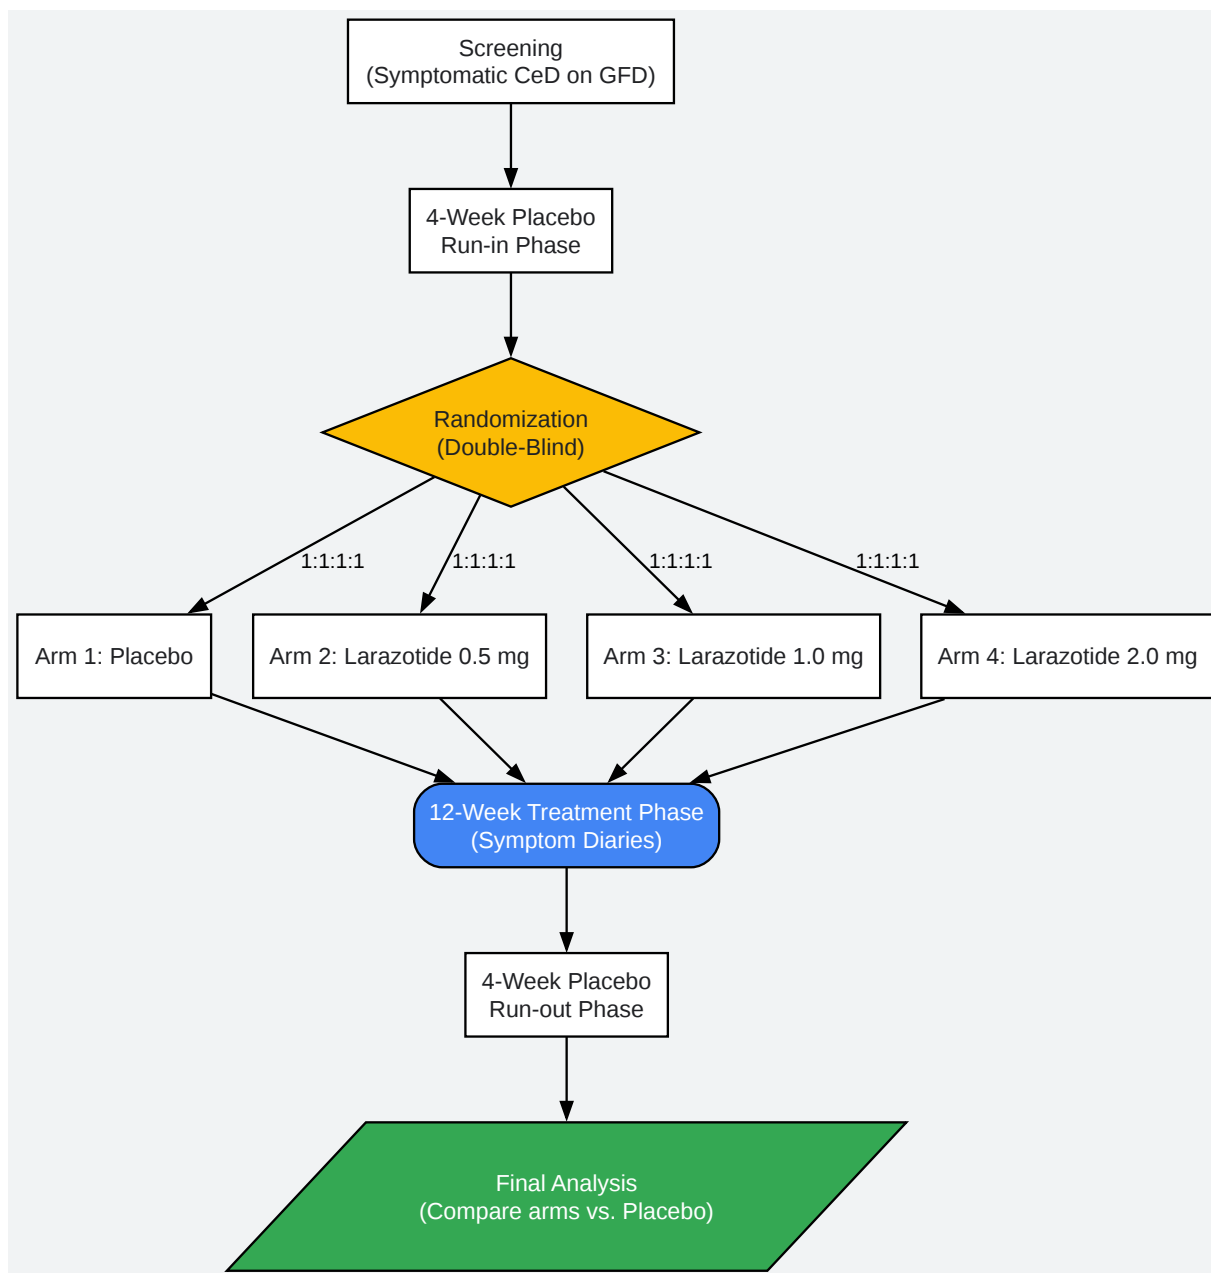 Screening
(Symptomatic CeD on GFD)
4-Week Placebo
Run-in Phase
Randomization
(Double-Blind)
1:1:1:1
1:1:1:1
1:1:1:1
1:1:1:1
Arm 1: Placebo
Arm 2: Larazotide 0.5 mg
Arm 3: Larazotide 1.0 mg
Arm 4: Larazotide 2.0 mg
12-Week Treatment Phase
(Symptom Diaries)
4-Week Placebo
Run-out Phase
Final Analysis
(Compare arms vs. Placebo)